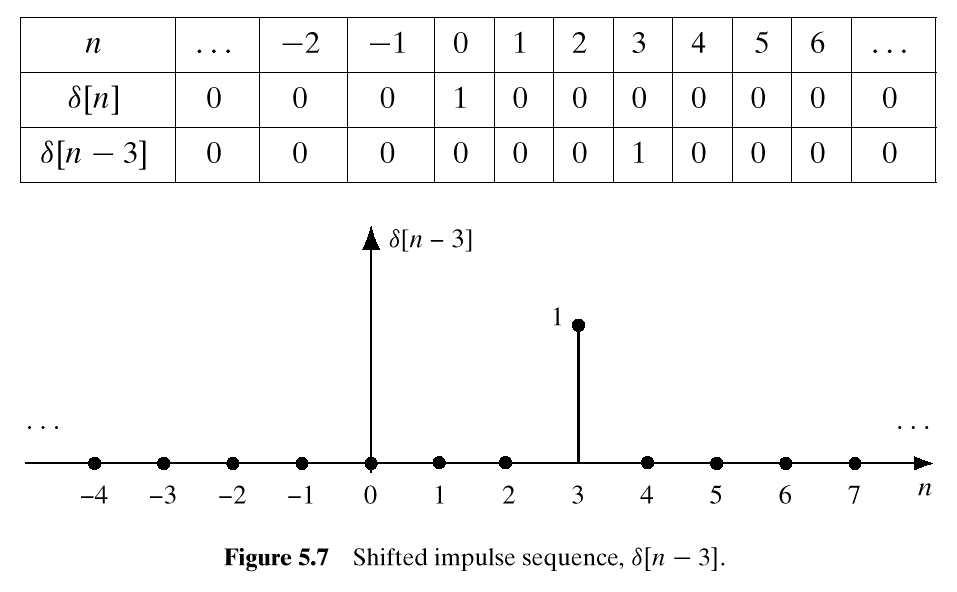 n ... −2 −1 0 1 2 3 4 5 6 ...
δ[n] 0 0 0 1 0 0 0 0 0 0 0
δ[n − 3] 0 0 0 0 0 0 1 0 0 0 0
δ[n – 3]
1
... ...
–4 –3 –2 –1 0 1 2 3 4 5 6 7 n
Figure 5.7 Shifted impulse sequence, δ[n − 3].